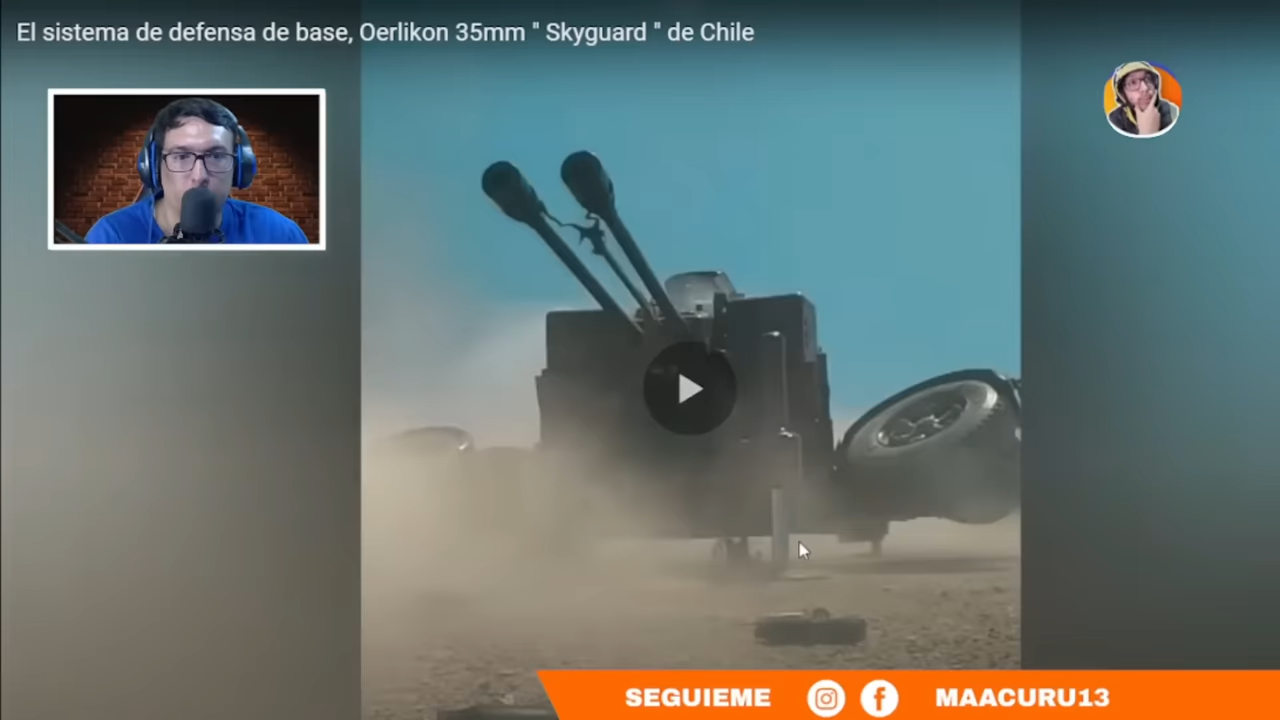 El sistema de defensa de base, Oerlikon 35mm " Skyguard " de Chile
SEGUIEME MAACURU13